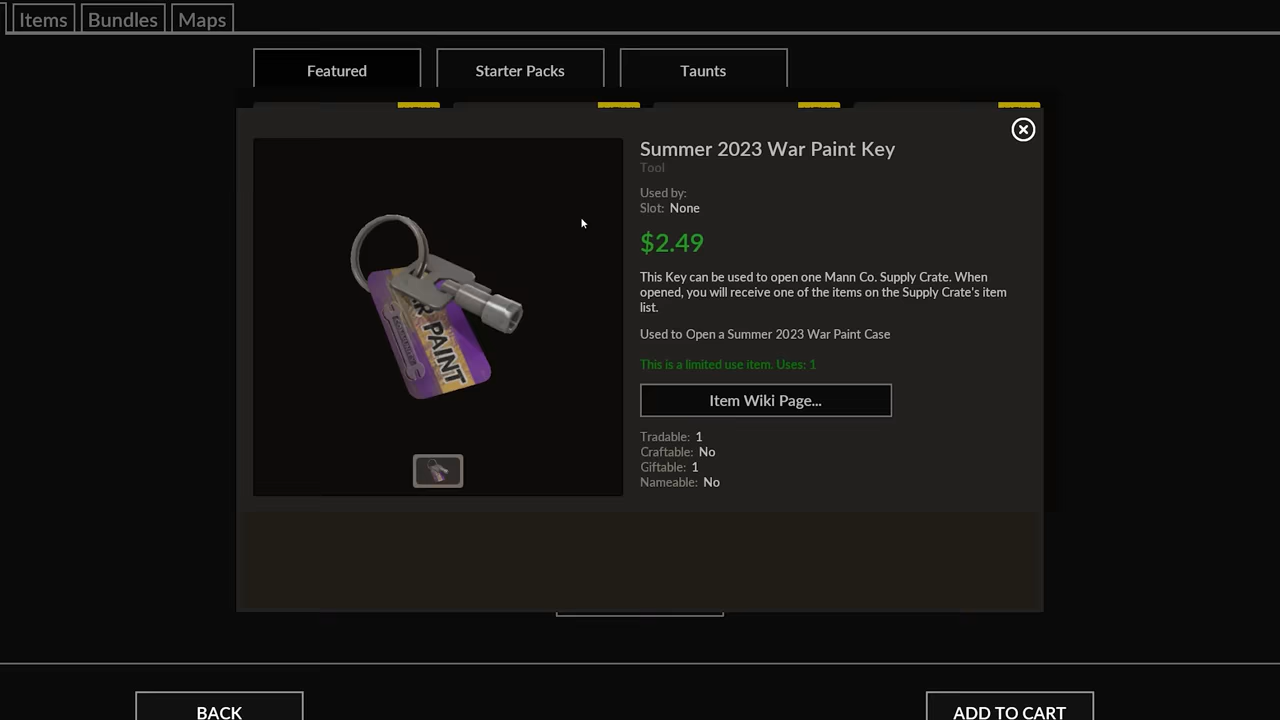 Items
Bundles
Maps
Featured
Starter Packs
Taunts
Summer 2023 War Paint Key
Tool
Used by:
Slot: None
$2.49
This Key can be used to open one Mann Co. Supply Crate. When
opened, you will receive one of the items on the Supply Crate's item
list.
Used to Open a Summer 2023 War Paint Case
This is a limited use item. Uses: 1
Item Wiki Page...
Tradable: 1
Craftable: No
Giftable: 1
Nameable: No
PAINT
BACK
ADD TO CART